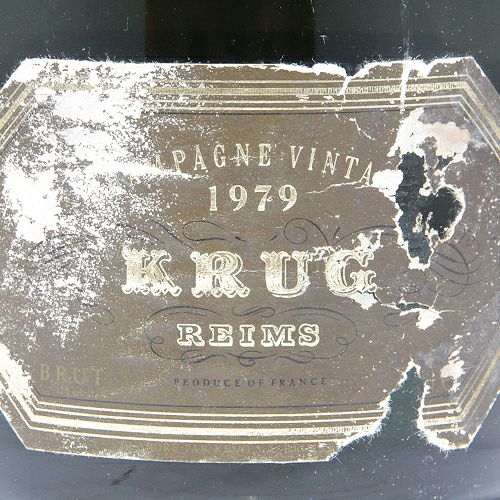 PAGNE VINTA
1979
KRUG
REIMS
BRUT
PRODUCE OF FRANCE